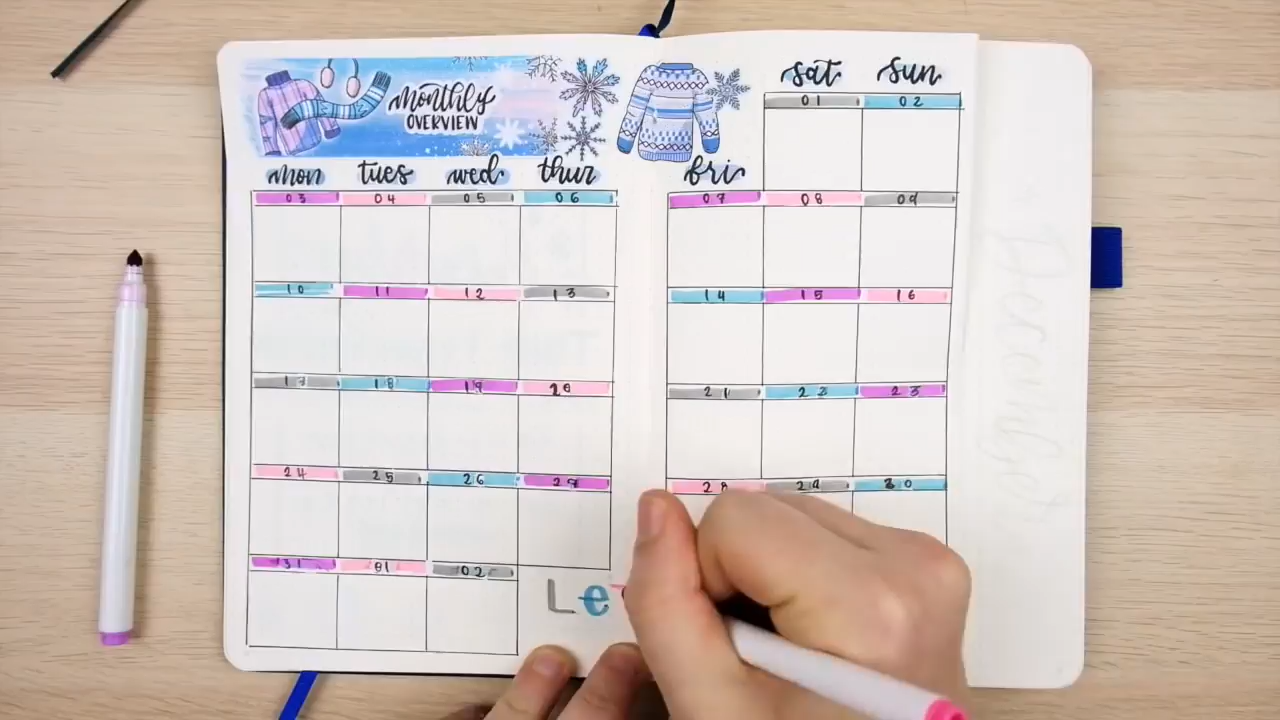 monthly
OVERVIEW
sat sun
01 02
mon tues wed thur fri
03 04 05 06 07 08 09
10 11 12 13 14 15 16
17 18 19 20 21 22 23
24 25 26 27 28 29 30
31 01 02
Le
December